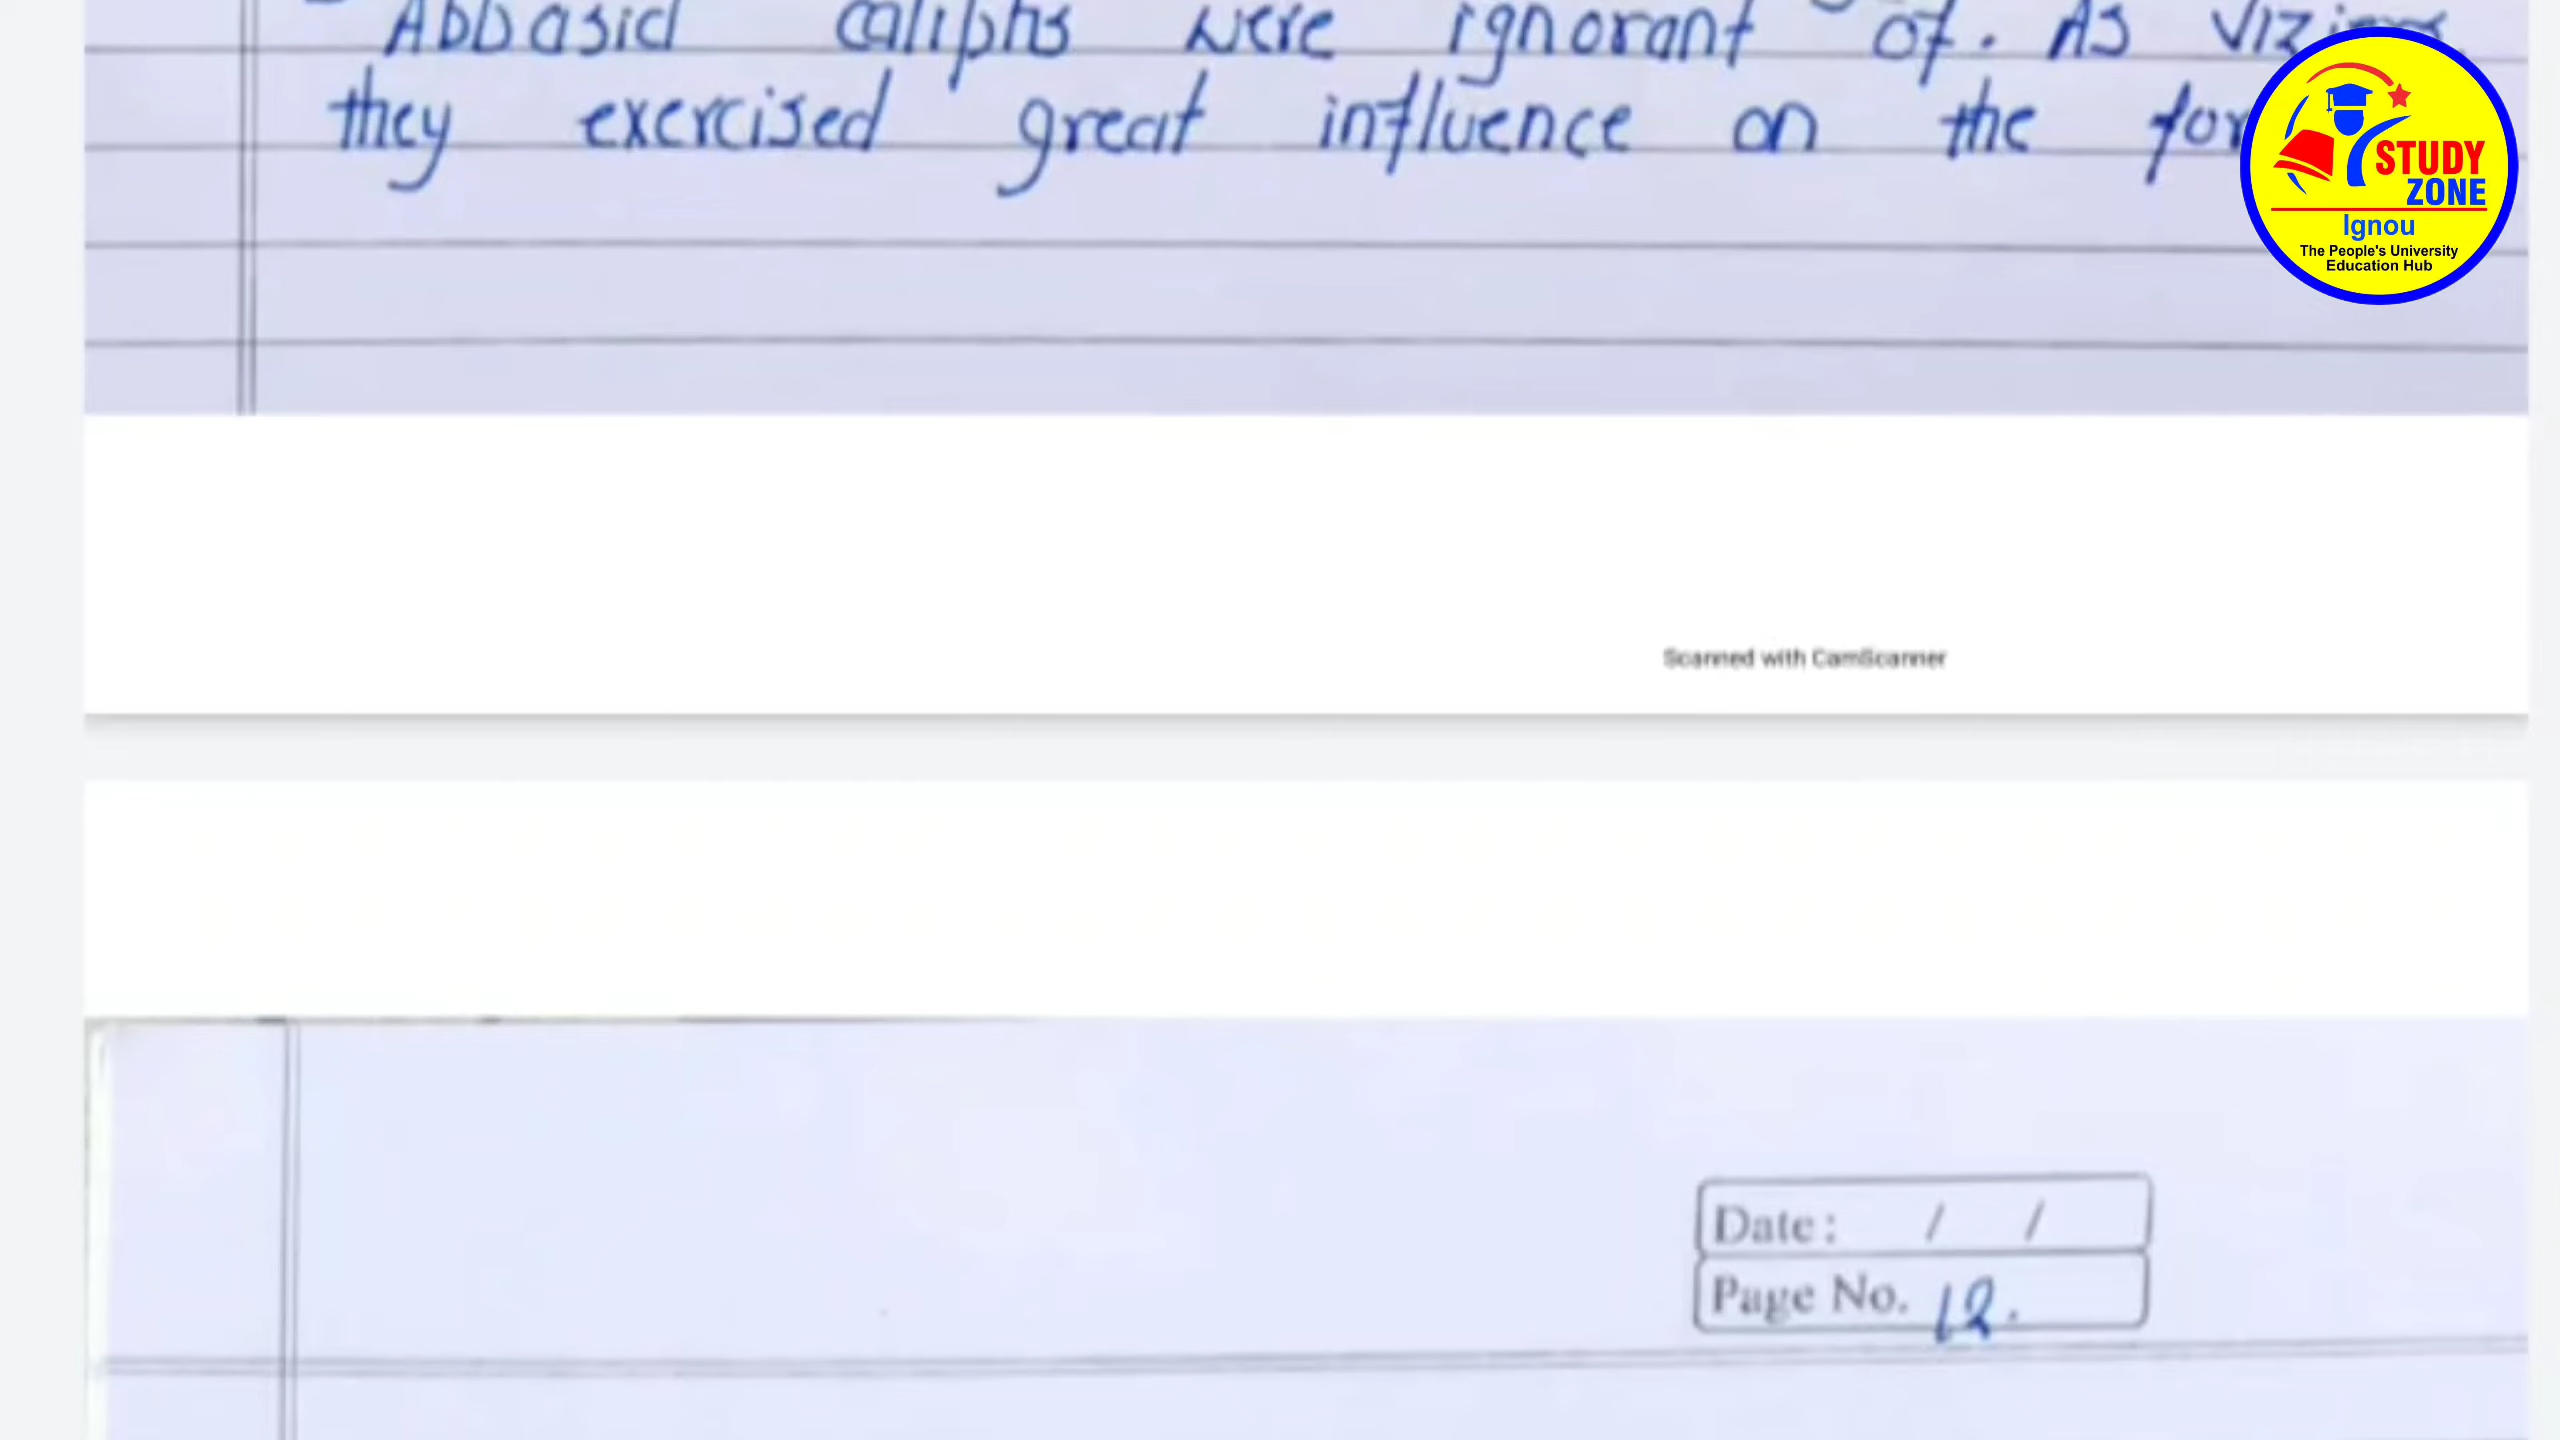 Abbasid caliphs were ignorant of. As
they exercised great influence on the
STUDY
ZONE
Ignou
The People's University
Education Hub
Scanned with CamScanner
Date: / /
Page No. 12.